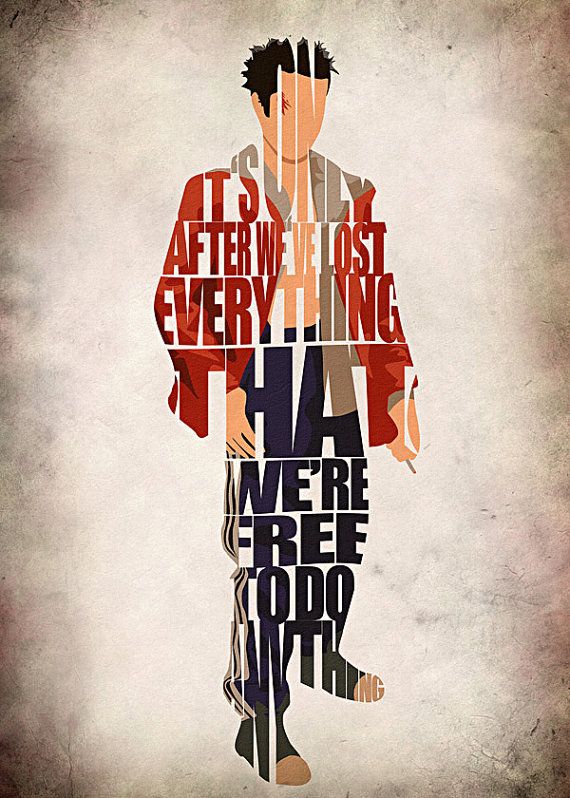 IT'S ONLY
AFTER WE'VE LOST
EVERYTHING
THAT
WE'RE
FREE
TO DO
ANYTHING